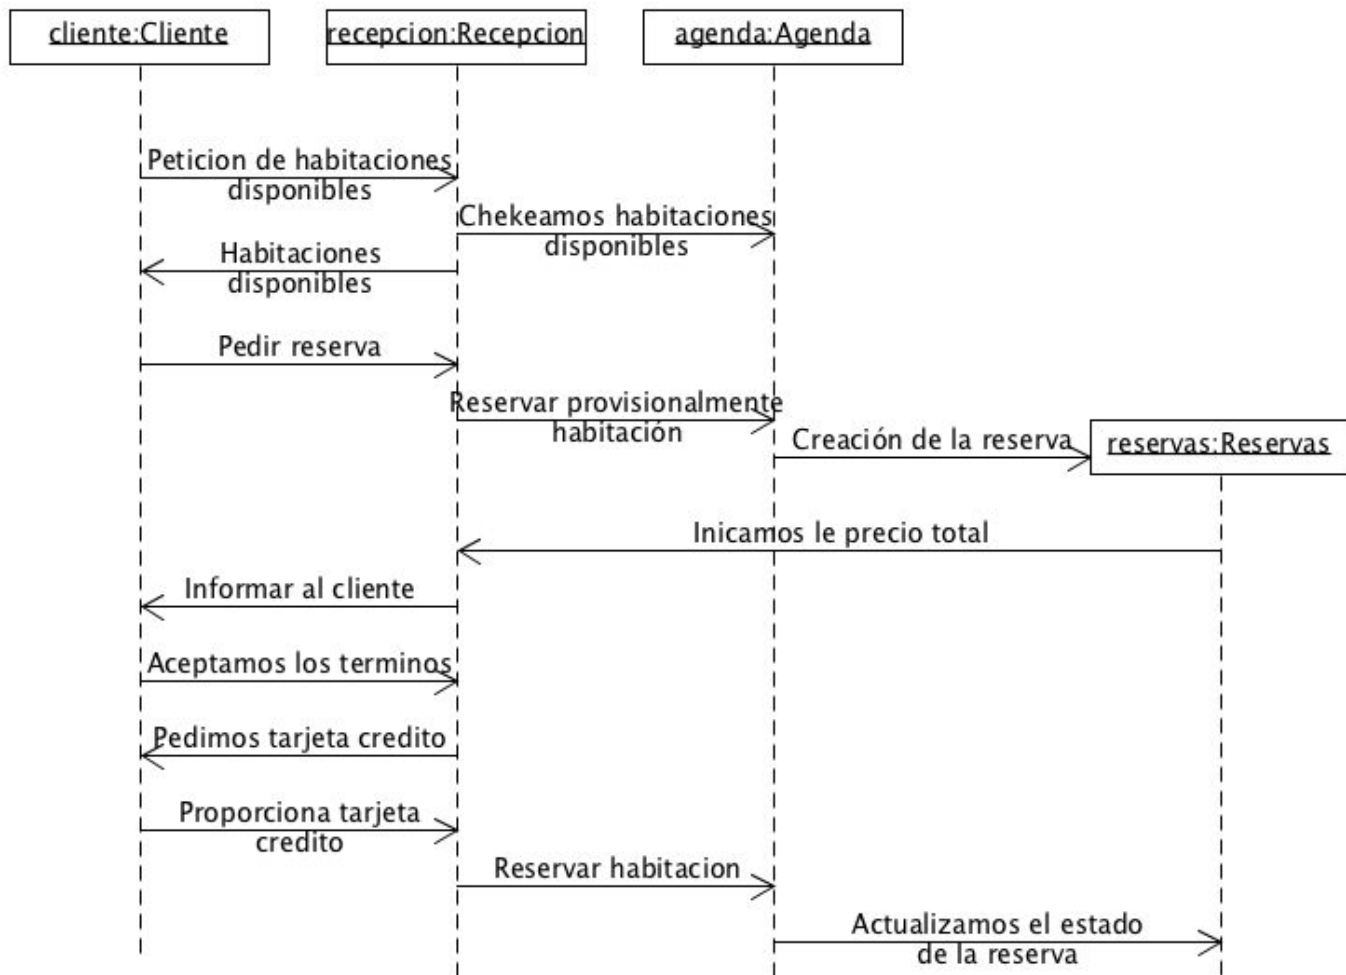 cliente:Cliente
recepcion:Recepcion
agenda:Agenda
Peticion de habitaciones
disponibles
Chekeamos habitaciones
disponibles
Habitaciones
disponibles
Pedir reserva
Reservar provisionalmente
habitación
Creación de la reserva
reservas:Reservas
Inicamos le precio total
Informar al cliente
Aceptamos los terminos
Pedimos tarjeta credito
Proporciona tarjeta
credito
Reservar habitacion
Actualizamos el estado
de la reserva